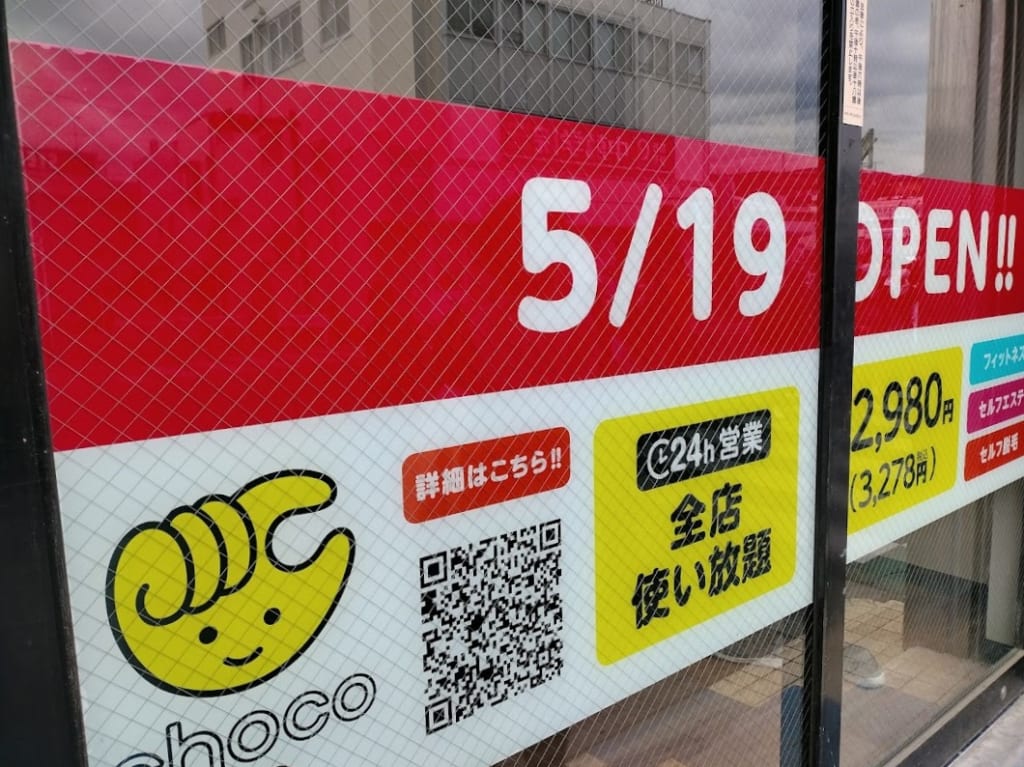 5/19 OPEN!!
詳細はこちら!!
24h営業
全店
使い放題
2,980円
(3,278円)
税込
フィットネス
セルフエステ
セルフ脱毛
choco